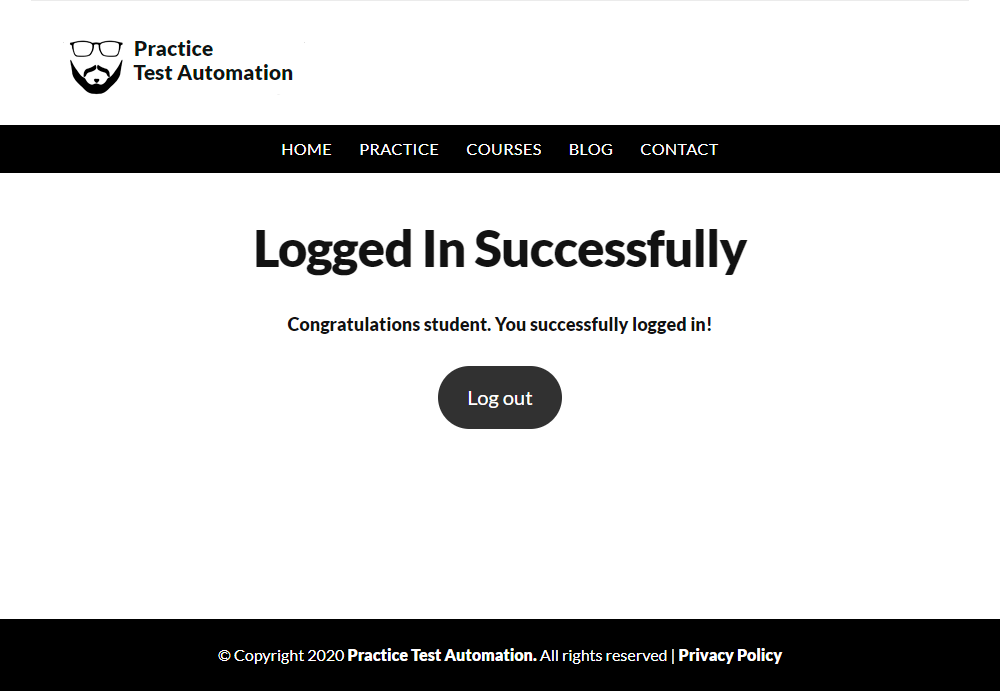 Practice
Test Automation
HOME PRACTICE COURSES BLOG CONTACT
Logged In Successfully
Congratulations student. You successfully logged in!
Log out
© Copyright 2020 Practice Test Automation. All rights reserved | Privacy Policy